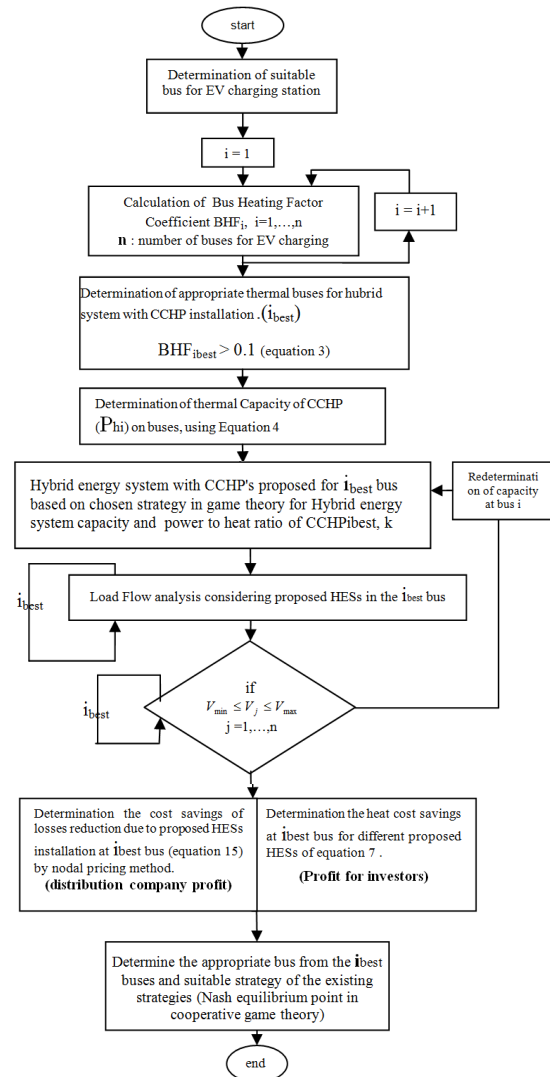 start
Determination of suitable
bus for EV charging station
i = 1
Calculation of Bus Heating Factor
Coefficient BHFi, i=1,…,n
n : number of buses for EV charging
i = i+1
Determination of appropriate thermal buses for hubrid
system with CCHP installation .(ibest)
BHFibest > 0.1 (equation 3)
Determination of thermal Capacity of CCHP
(Phi) on buses, using Equation 4
Hybrid energy system with CCHP's proposed for ibest bus
based on chosen strategy in game theory for Hybrid energy
system capacity and power to heat ratio of CCHPibest, k
Redeterminati
on of capacity
at bus i
ibest
Load Flow analysis considering proposed HESs in the ibest bus
ibest
if
Vmin ≤ Vj ≤ Vmax
j =1,…,n
Determination the cost savings of
losses reduction due to proposed HESs
installation at ibest bus (equation 15)
by nodal pricing method.
(distribution company profit)
Determination the heat cost savings
at ibest bus for different proposed
HESs of equation 7 .
(Profit for investors)
Determine the appropriate bus from the ibest
buses and suitable strategy of the existing
strategies (Nash equilibrium point in
cooperative game theory)
end